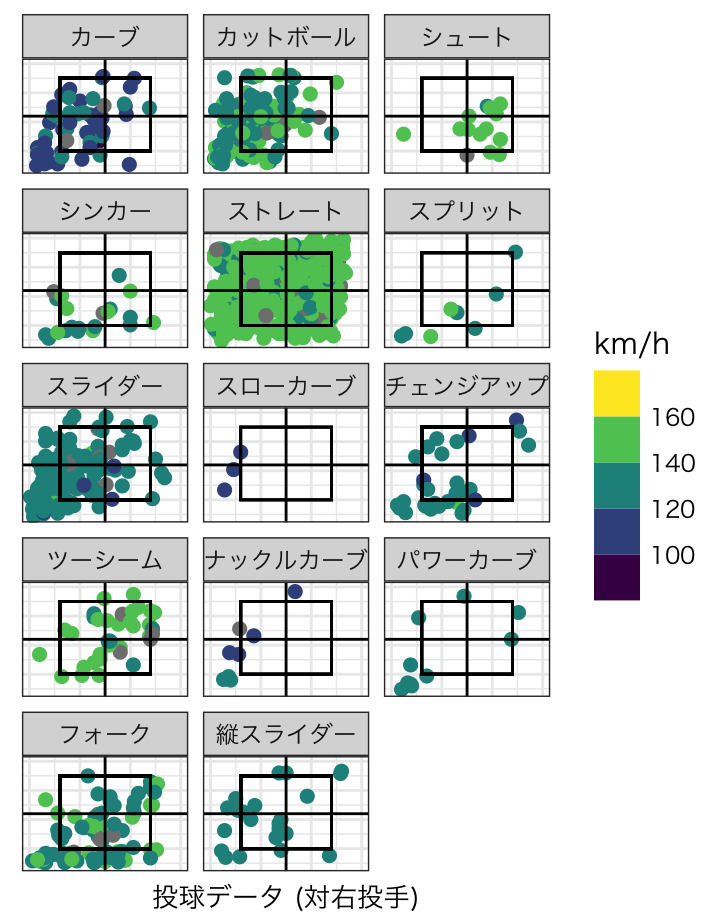 カーブ
カットボール
シュート
シンカー
ストレート
スプリット
スライダー
スローカーブ
チェンジアップ
ツーシーム
ナックルカーブ
パワーカーブ
フォーク
縦スライダー
km/h
160
140
120
100
投球データ (対右投手)